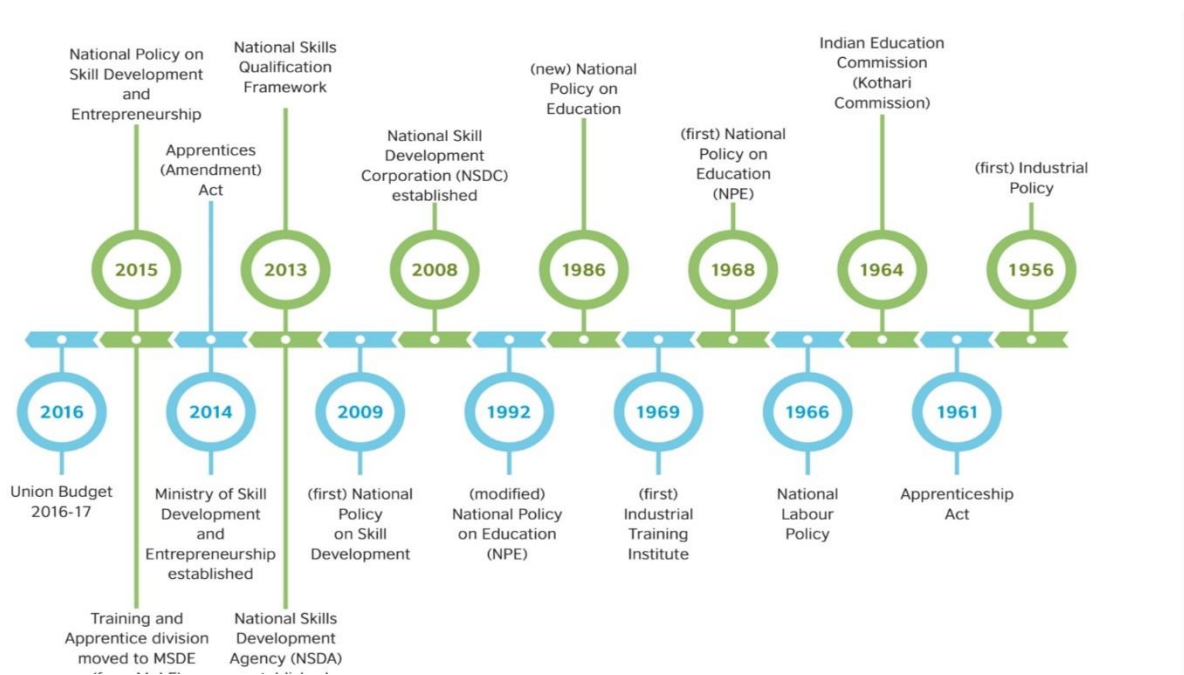 National Policy on
Skill Development
and
Entrepreneurship
National Skills
Qualification
Framework
Apprentices
(Amendment)
Act
National Skill
Development
Corporation (NSDC)
established
(new) National
Policy on
Education
(first) National
Policy on
Education
(NPE)
Indian Education
Commission
(Kothari
Commission)
(first) Industrial
Policy
2015
2013
2008
1986
1968
1964
1956
2016
2014
2009
1992
1969
1966
1961
Union Budget
2016-17
Ministry of Skill
Development
and
Entrepreneurship
established
(first) National
Policy
on Skill
Development
(modified)
National Policy
on Education
(NPE)
(first)
Industrial
Training
Institute
National
Labour
Policy
Apprenticeship
Act
Training and
Apprentice division
moved to MSDE
National Skills
Development
Agency (NSDA)